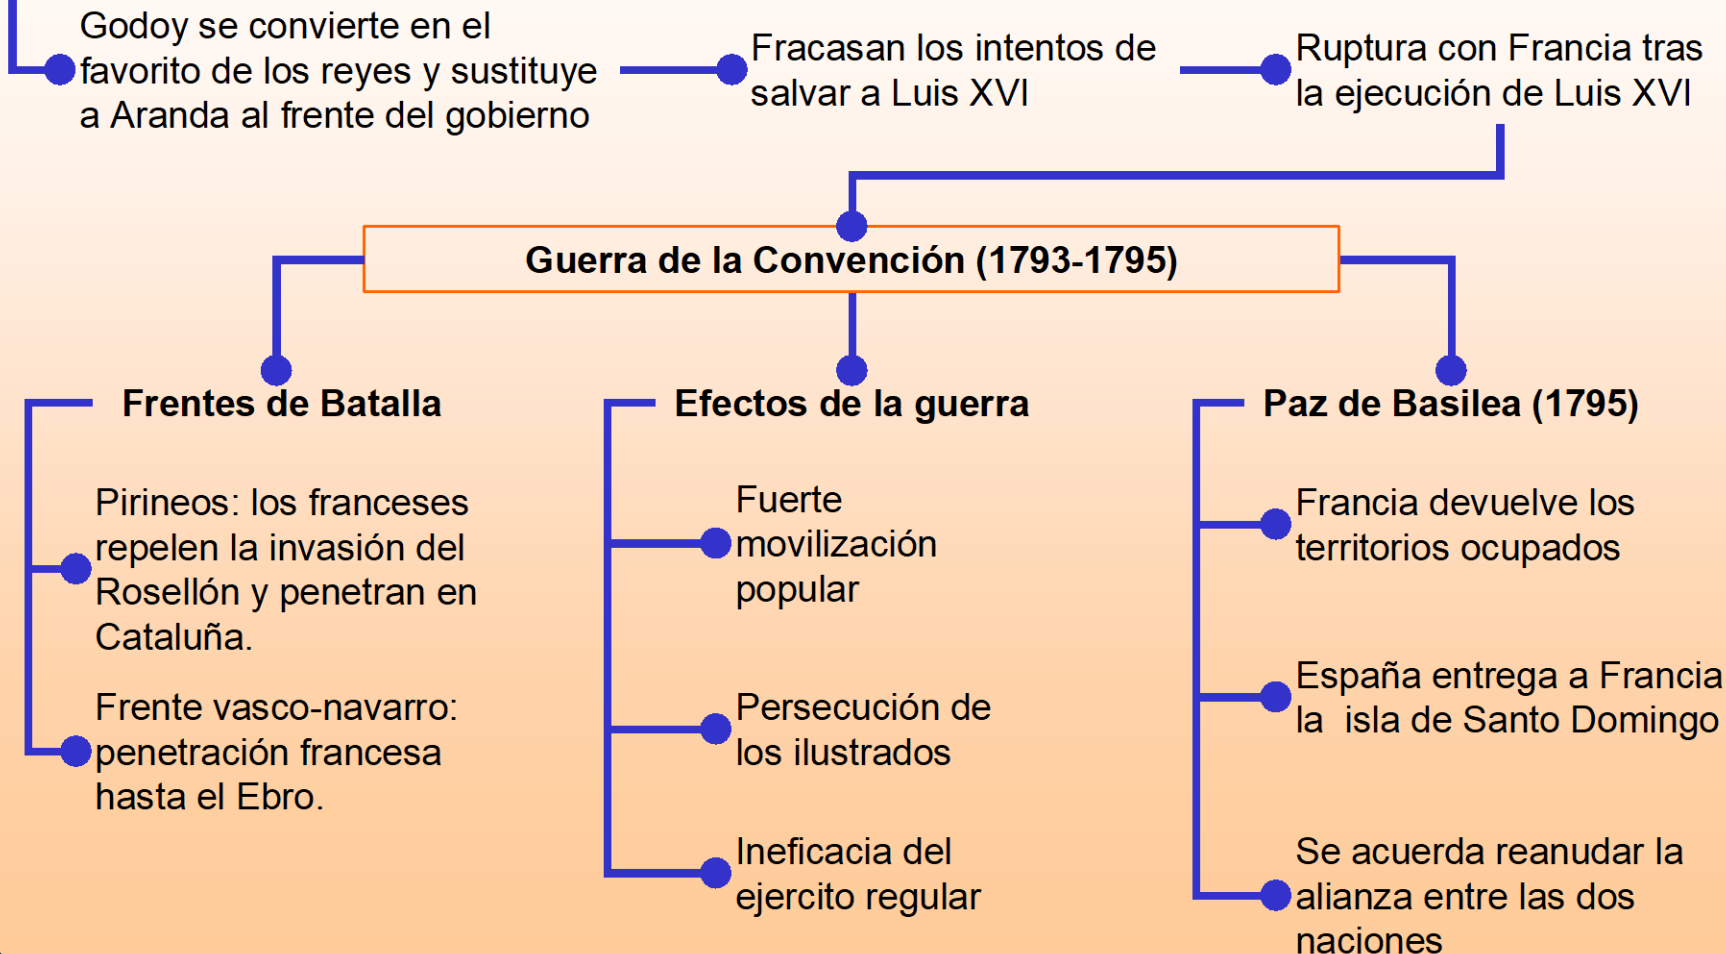 Godoy se convierte en el
favorito de los reyes y sustituye
a Aranda al frente del gobierno
Fracasan los intentos de
salvar a Luis XVI
Ruptura con Francia tras
la ejecución de Luis XVI
Guerra de la Convención (1793-1795)
Frentes de Batalla
Pirineos: los franceses
repelen la invasión del
Rosellón y penetran en
Cataluña.
Frente vasco-navarro:
penetración francesa
hasta el Ebro.
Efectos de la guerra
Fuerte
movilización
popular
Persecución de
los ilustrados
Ineficacia del
ejercito regular
Paz de Basilea (1795)
Francia devuelve los
territorios ocupados
España entrega a Francia
la  isla de Santo Domingo
Se acuerda reanudar la
alianza entre las dos
naciones